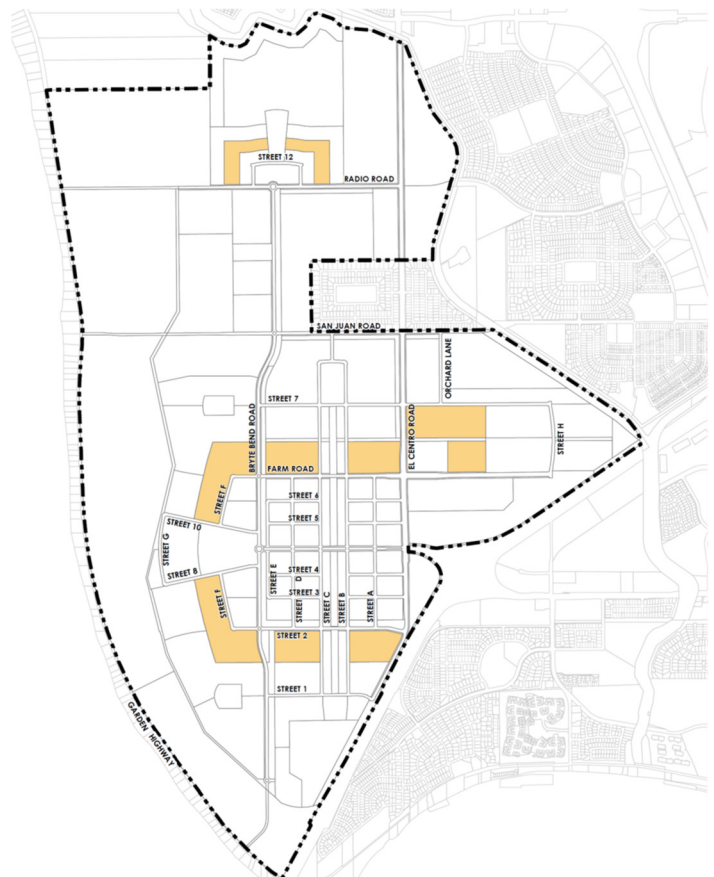 STREET 12
RADIO ROAD
SAN JUAN ROAD
ORCHARD LANE
STREET 7
BRYTE BEND ROAD
EL CENTRO ROAD
STREET H
FARM ROAD
STREET F
STREET 6
STREET 10
STREET 5
STREET G
STREET 8
STREET E
STREET 4
STREET D
STREET 3
STREET C
STREET B
STREET A
STREET F
STREET 2
STREET 1
GARDEN HIGHWAY